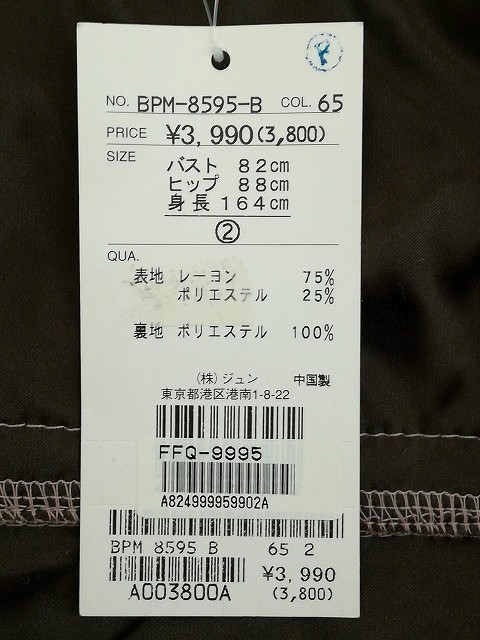 NO. BPM-8595-B COL. 65
PRICE ¥3,990(3,800)
SIZE
バスト 82cm
ヒップ 88cm
身長 164cm
②
QUA.
表地 レーヨン 75%
ポリエステル 25%
裏地 ポリエステル 100%
(株)ジュン 中国製
東京都港区港南1-8-22
FFQ-9995
A824999959902A
BPM 8595 B 65 2
¥3,990
A003800A (3,800)